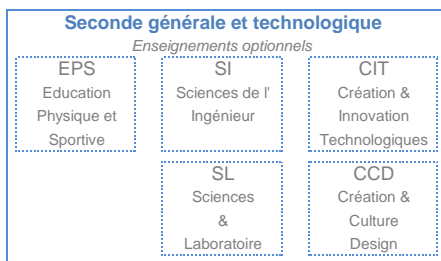 Seconde générale et technologique
Enseignements optionnels
EPS
Education
Physique et
Sportive
SI
Sciences de l'
Ingénieur
CIT
Création &
Innovation
Technologiques
SL
Sciences
&
Laboratoire
CCD
Création &
Culture
Design